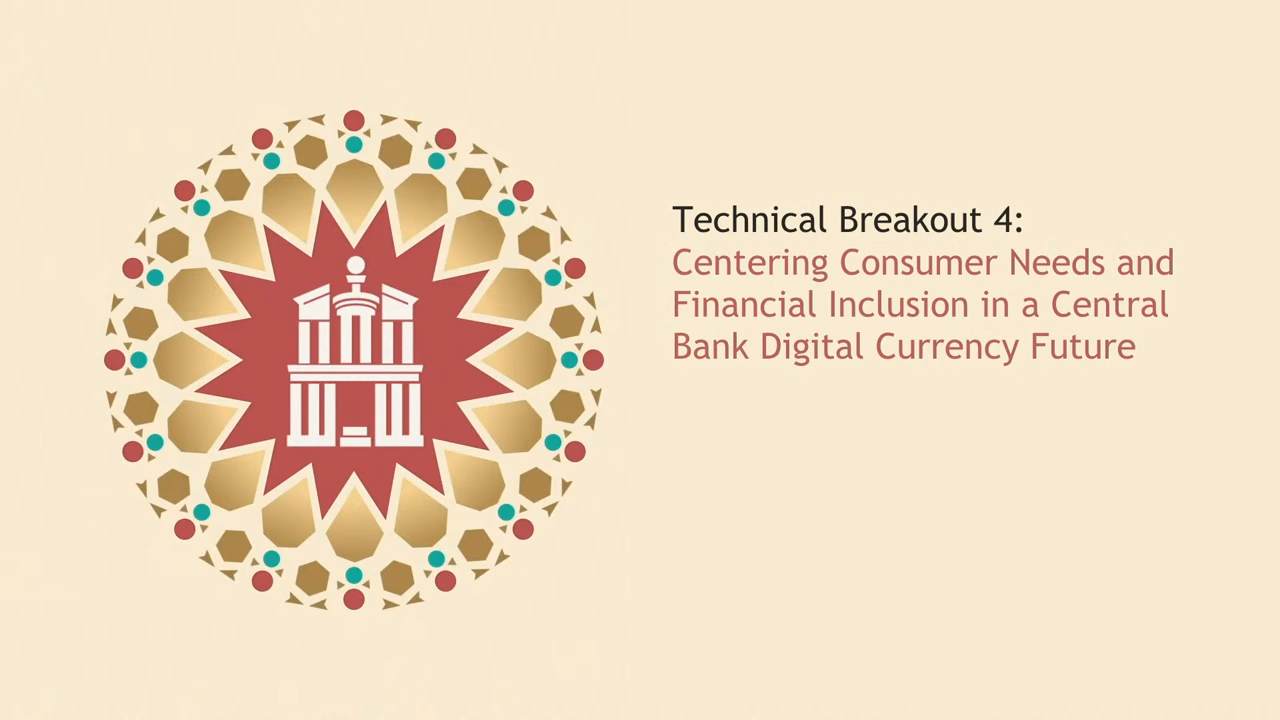 Technical Breakout 4:
Centering Consumer Needs and
Financial Inclusion in a Central
Bank Digital Currency Future